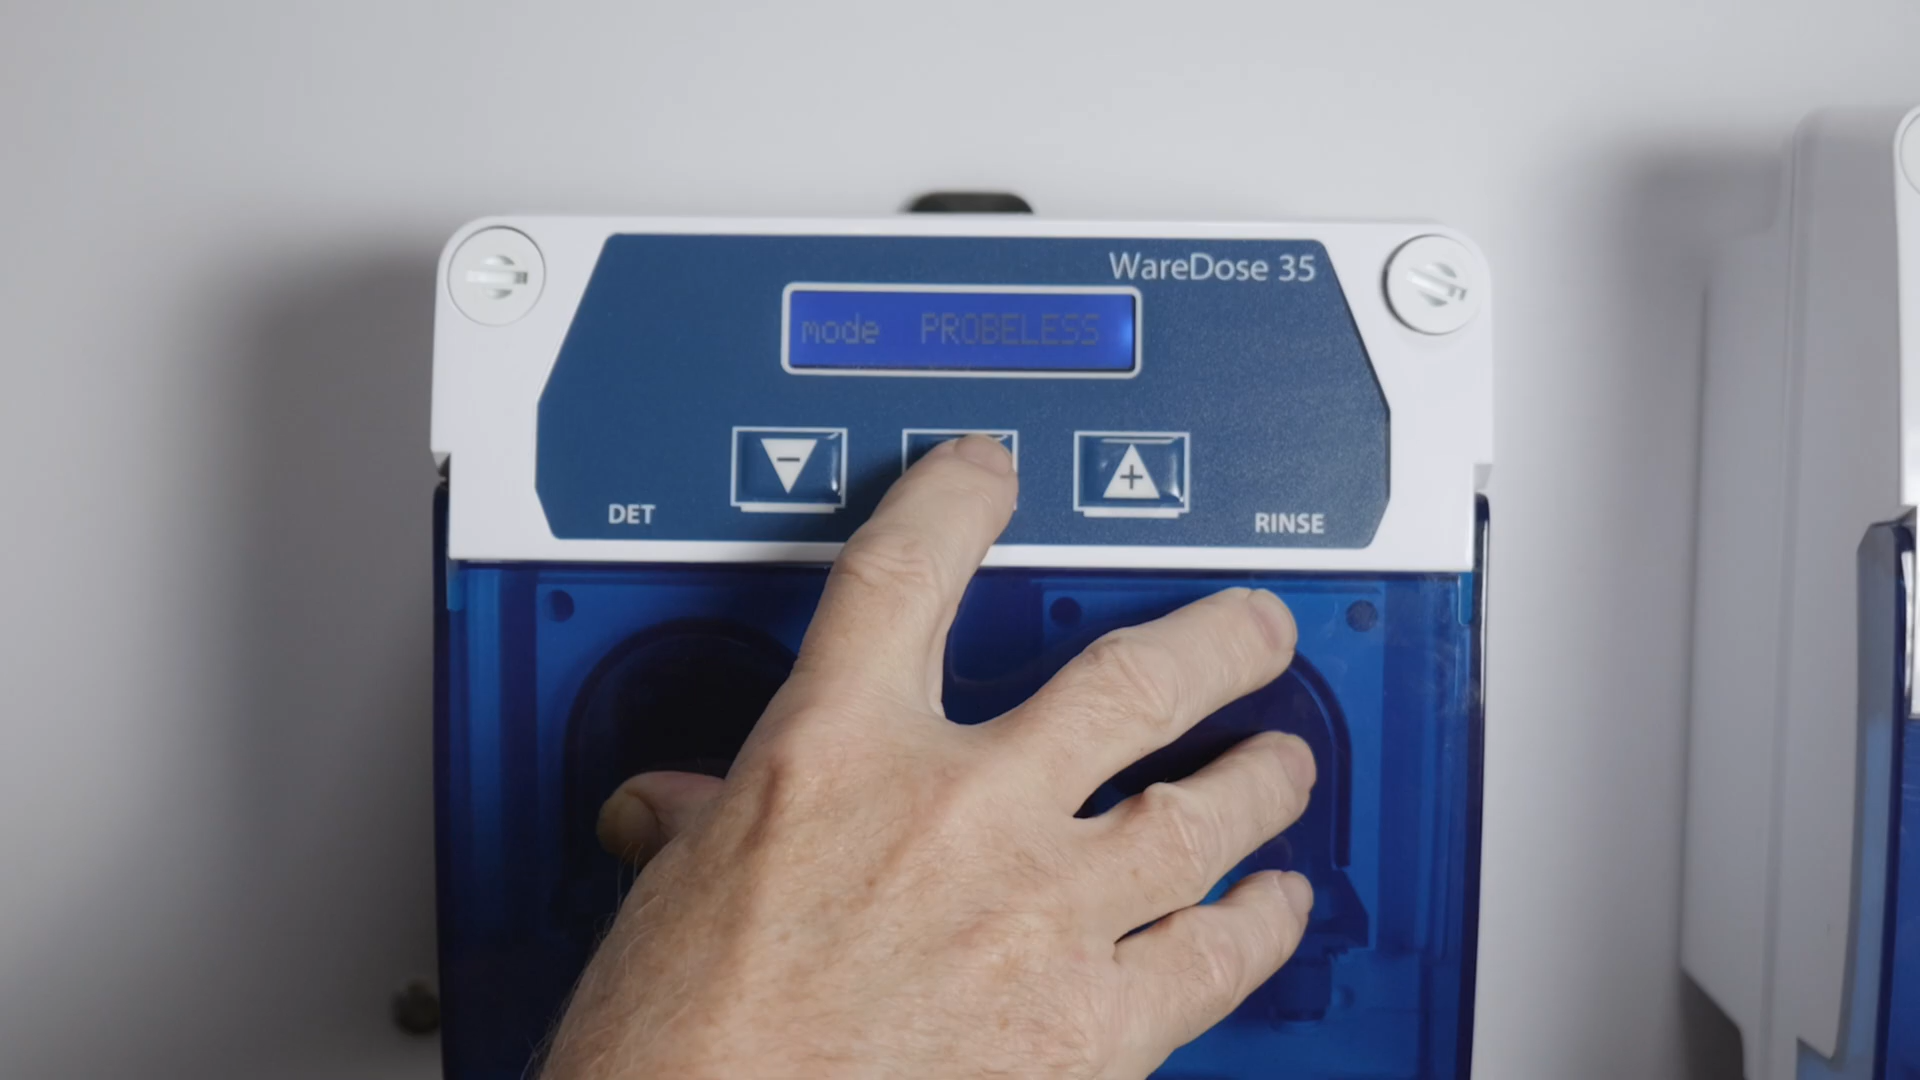 WareDose 35
mode PROBELESS
−
+
DET
RINSE